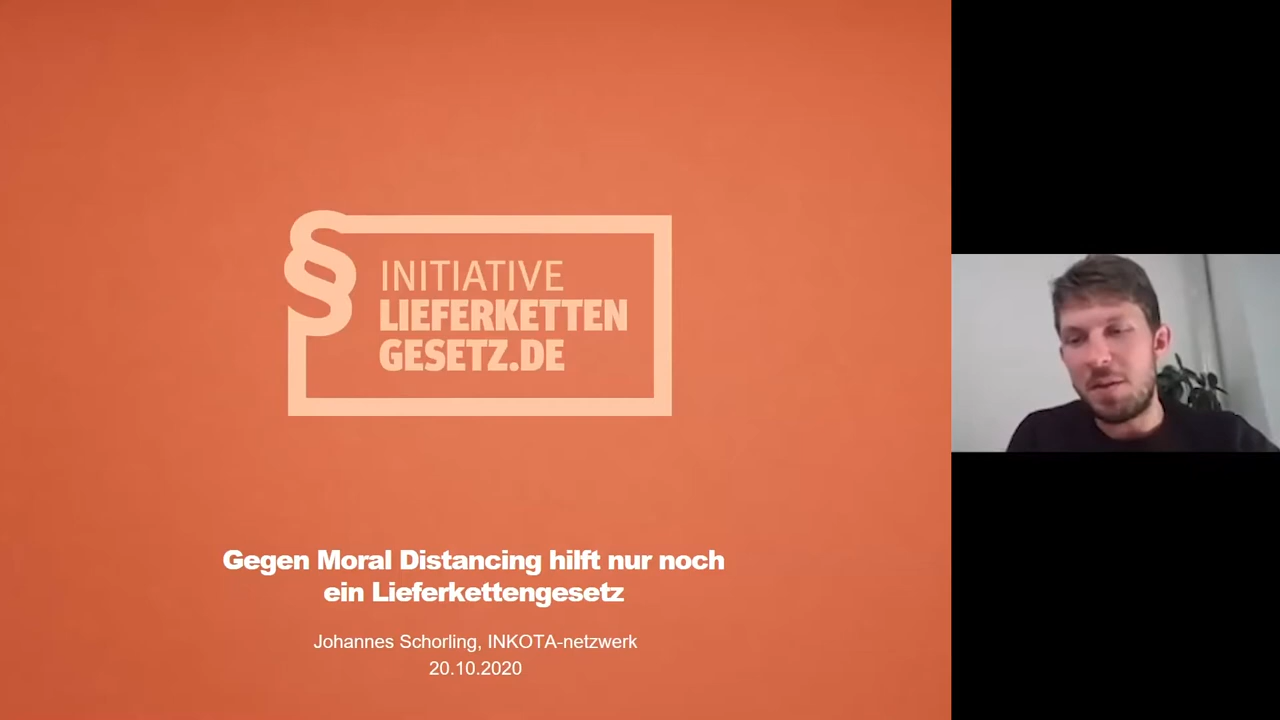 § INITIATIVE
LIEFERKETTEN
GESETZ.DE
Gegen Moral Distancing hilft nur noch
ein Lieferkettengesetz
Johannes Schorling, INKOTA-netzwerk
20.10.2020